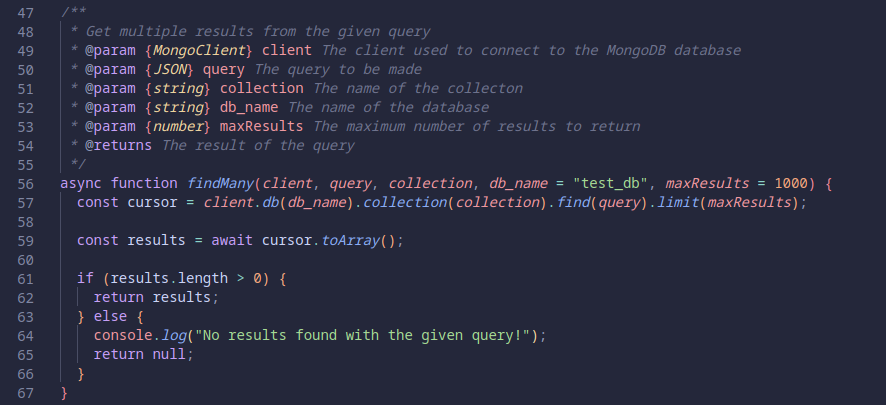 47 /**
48  * Get multiple results from the given query
49  * @param {MongoClient} client The client used to connect to the MongoDB database
50  * @param {JSON} query The query to be made
51  * @param {string} collection The name of the collecton
52  * @param {string} db_name The name of the database
53  * @param {number} maxResults The maximum number of results to return
54  * @returns The result of the query
55  */
56 async function findMany(client, query, collection, db_name = "test_db", maxResults = 1000) {
57   const cursor = client.db(db_name).collection(collection).find(query).limit(maxResults);
58
59   const results = await cursor.toArray();
60
61   if (results.length > 0) {
62     return results;
63   } else {
64     console.log("No results found with the given query!");
65     return null;
66   }
67 }